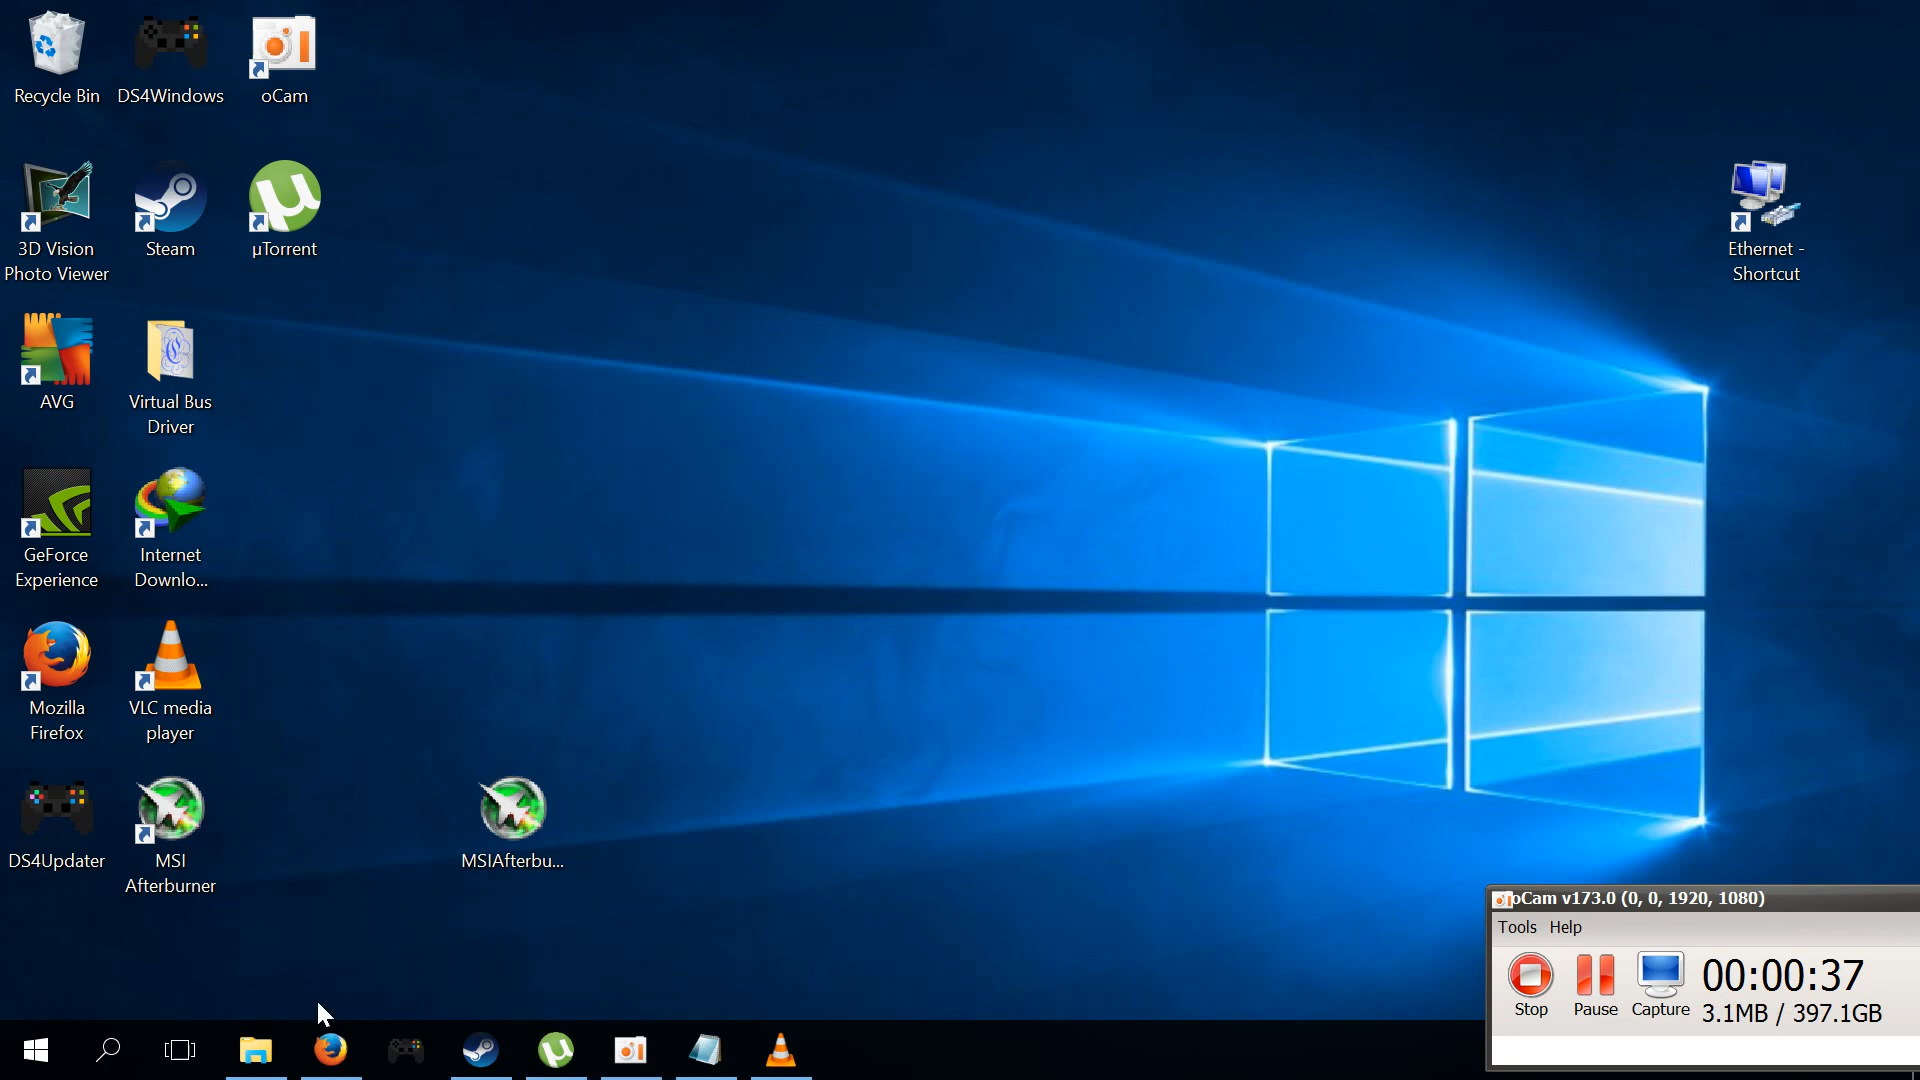 Recycle Bin
DS4Windows
oCam
3D Vision
Photo Viewer
Steam
µTorrent
Ethernet -
Shortcut
AVG
Virtual Bus
Driver
GeForce
Experience
Internet
Downlo...
Mozilla
Firefox
VLC media
player
DS4Updater
MSI
Afterburner
MSIAfterbu...
oCam v173.0 (0, 0, 1920, 1080)
Tools Help
Stop Pause Capture
00:00:37
3.1MB / 397.1GB